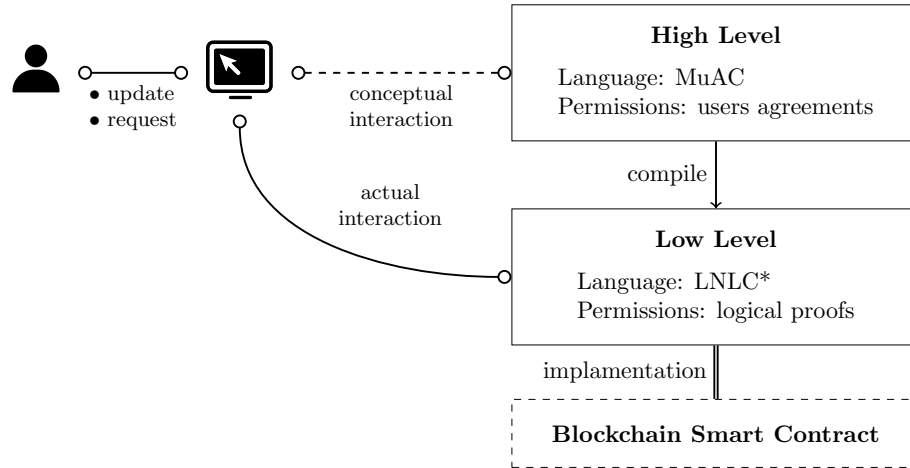 High Level
Language: MuAC
Permissions: users agreements
• update
• request
conceptual
interaction
compile
actual
interaction
Low Level
Language: LNLC*
Permissions: logical proofs
implamentation
Blockchain Smart Contract